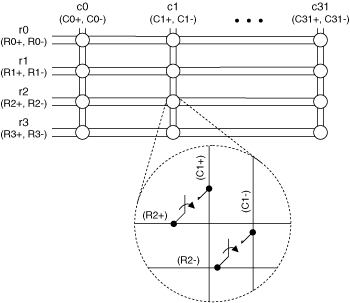 c0 c1 c31
(C0+, C0-) (C1+, C1-) (C31+, C31-)
r0
(R0+, R0-)
r1
(R1+, R1-)
r2
(R2+, R2-)
r3
(R3+, R3-)
(C1+)
(C1-)
(R2+)
(R2-)